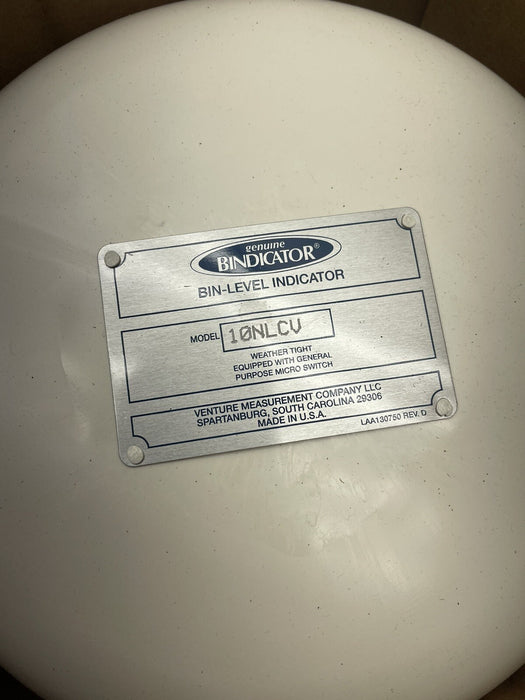 genuine
BINDICATOR®
BIN-LEVEL INDICATOR
MODEL 10NLCV
WEATHER TIGHT
EQUIPPED WITH GENERAL
PURPOSE MICRO SWITCH
VENTURE MEASUREMENT COMPANY LLC
SPARTANBURG, SOUTH CAROLINA 29306
MADE IN U.S.A.
LAA130750 REV. D